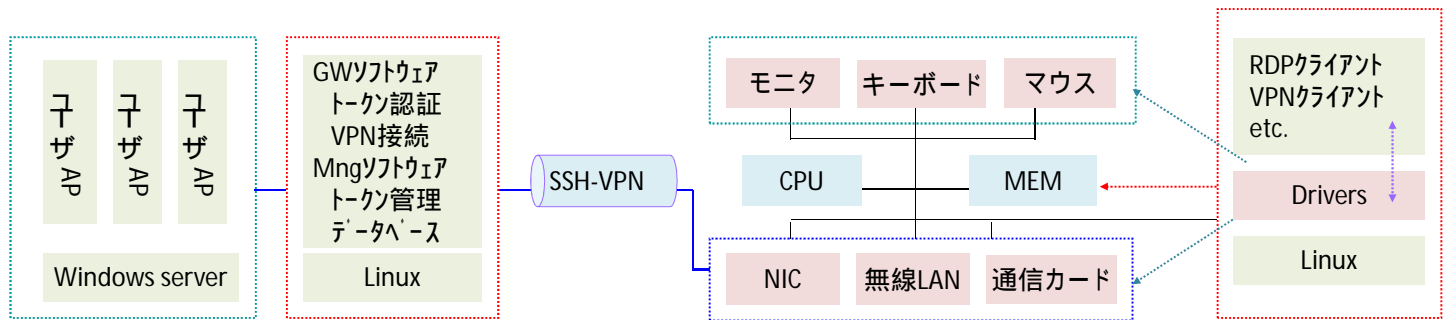 ユーザAP
ユーザAP
ユーザAP
Windows server
GWｿﾌﾄｳｪｱ
ﾄｰｸﾝ認証
VPN接続
Mngｿﾌﾄｳｪｱ
ﾄｰｸﾝ管理
ﾃﾞｰﾀﾍﾞｰｽ
Linux
SSH-VPN
モニタ
キーボード
マウス
CPU
MEM
NIC
無線LAN
通信カード
RDPｸﾗｲｱﾝﾄ
VPNｸﾗｲｱﾝﾄ
etc.
Drivers
Linux